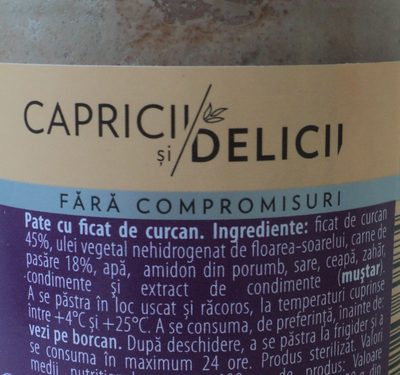 CAPRICII
și
DELICII
FĂRĂ COMPROMISURI
Pate cu ficat de curcan. Ingrediente: ficat de curcan
45%, ulei vegetal nehidrogenat de floarea-soarelui, carne de
pasăre 18%, apă, amidon din porumb, sare, ceapă, zahăr,
condimente și extract de condimente (muștar).
A se păstra în loc uscat și răcoros, la temperaturi cuprinse
între +4°C și +25°C. A se consuma, de preferință, înainte de:
vezi pe borcan. După deschidere, a se păstra la frigider și a
se consuma în maximum 24 ore. Produs sterilizat. Valori
medii